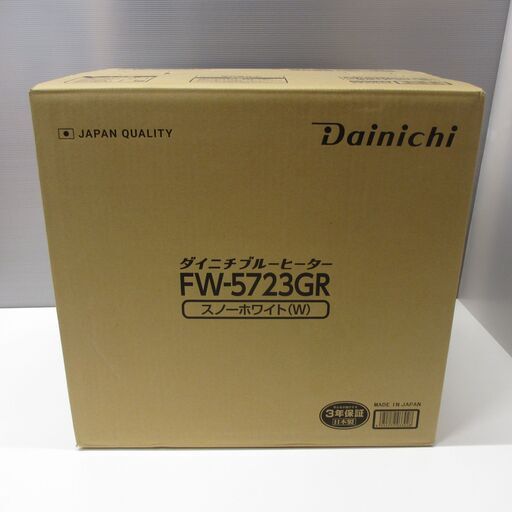 JAPAN QUALITY
Dainichi
ダイニチブルーヒーター
FW-5723GR
スノーホワイト(W)
3年保証
日本製
MADE IN JAPAN